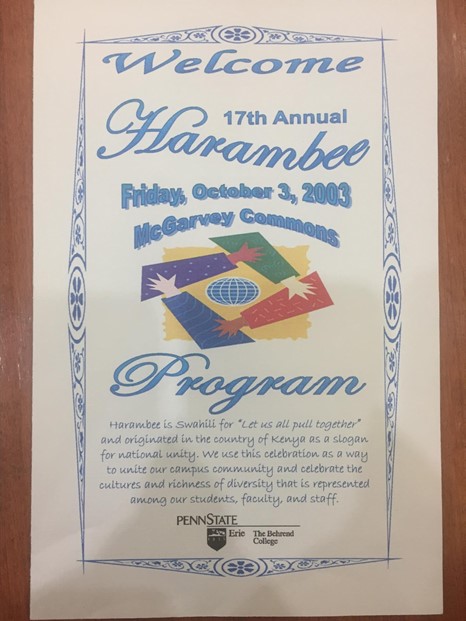 Welcome
17th Annual
Harambee
Friday, October 3, 2003
McGarvey Commons
Program
Harambee is Swahili for "Let us all pull together"
and originated in the country of Kenya as a slogan
for national unity. We use this celebration as a way
to unite our campus community and celebrate the
cultures and richness of diversity that is represented
among our students, faculty, and staff.
PENNSTATE
Erie The Behrend
College